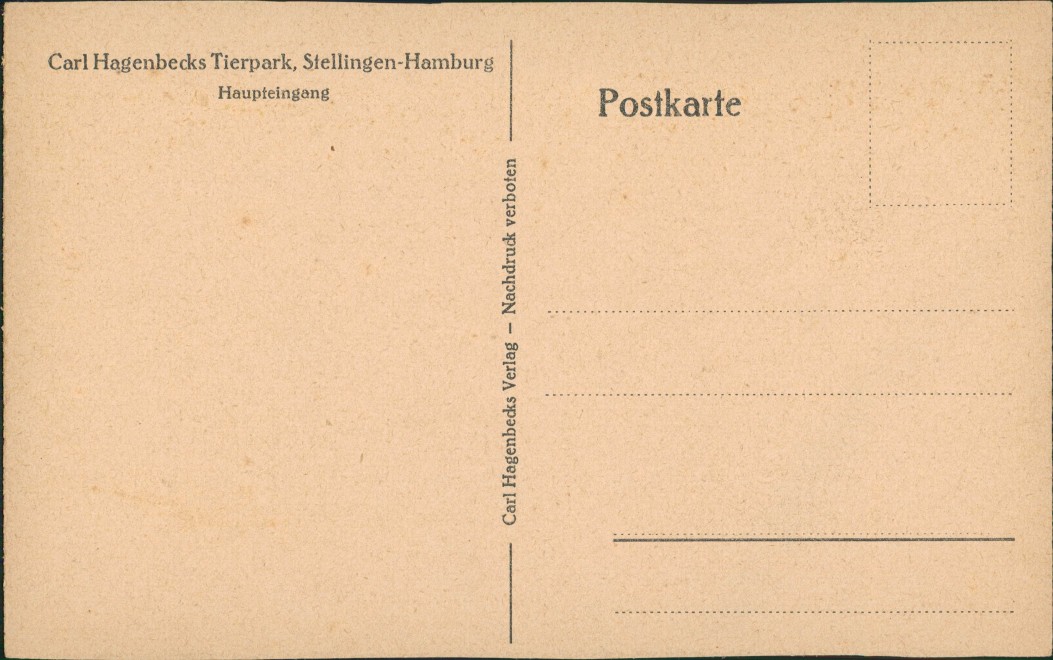 Carl Hagenbecks Tierpark, Stellingen-Hamburg
Haupteingang
Carl Hagenbecks Verlag — Nachdruck verboten
Postkarte